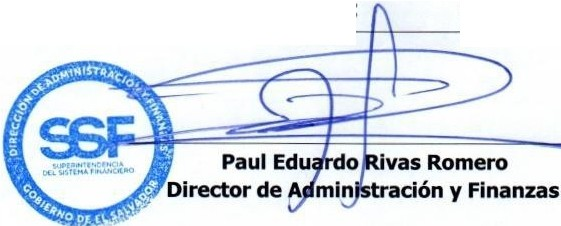 DIRECCIÓN DE ADMINISTRACIÓN Y FINANZAS
SSF
SUPERINTENDENCIA
DEL SISTEMA FINANCIERO
GOBIERNO DE EL SALVADOR
Paul Eduardo Rivas Romero
Director de Administración y Finanzas